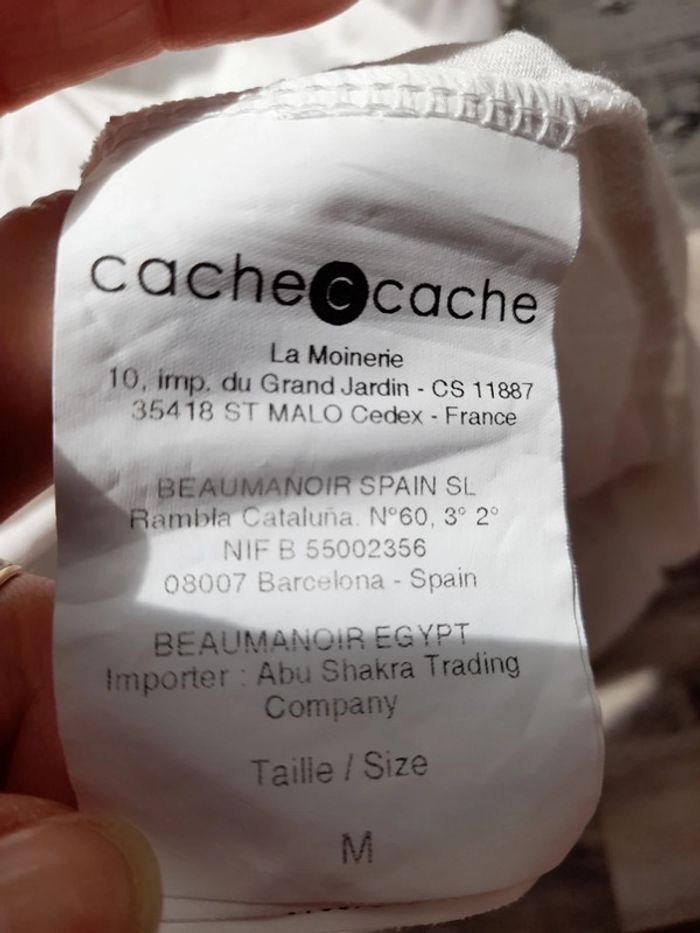 cache c cache
La Moinerie
10, imp. du Grand Jardin - CS 11887
35418 ST MALO Cedex - France
BEAUMANOIR SPAIN SL
Rambla Cataluña. N°60, 3° 2°
NIF B 55002356
08007 Barcelona - Spain
BEAUMANOIR EGYPT
Importer : Abu Shakra Trading
Company
Taille / Size
M